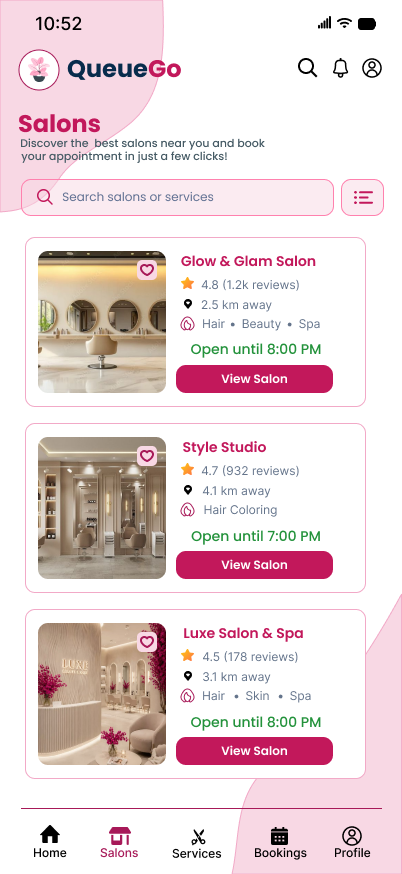 10:52
QueueGo
Salons
Discover the best salons near you and book
your appointment in just a few clicks!
Search salons or services
Glow & Glam Salon
4.8 (1.2k reviews)
2.5 km away
Hair • Beauty • Spa
Open until 8:00 PM
View Salon
Style Studio
4.7 (932 reviews)
4.1 km away
Hair Coloring
Open until 7:00 PM
View Salon
LUXE
Luxe Salon & Spa
4.5 (178 reviews)
3.1 km away
Hair • Skin • Spa
Open until 8:00 PM
View Salon
Home
Salons
Services
Bookings
Profile